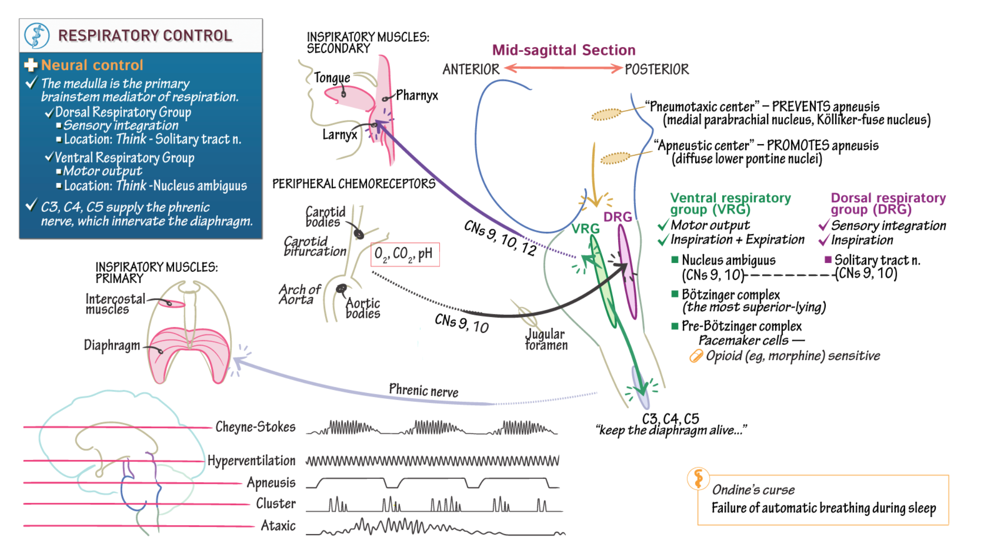 RESPIRATORY CONTROL
Neural control
The medulla is the primary
brainstem mediator of respiration.
Dorsal Respiratory Group
Sensory integration
Location: Think - Solitary tract n.
Ventral Respiratory Group
Motor output
Location: Think -Nucleus ambiguus
C3, C4, C5 supply the phrenic
nerve, which innervate the diaphragm.
INSPIRATORY MUSCLES:
SECONDARY
Tongue
Pharnyx
Larnyx
Mid-sagittal Section
ANTERIOR
POSTERIOR
“Pneumotaxic center” – PREVENTS apneusis
(medial parabrachial nucleus, Kölliker-fuse nucleus)
“Apneustic center” – PROMOTES apneusis
(diffuse lower pontine nuclei)
PERIPHERAL CHEMORECEPTORS
Carotid
bodies
Carotid
bifurcation
O2, CO2, pH
Arch of
Aorta
Aortic
bodies
CNs 9, 10, 12
CNs 9, 10
Jugular
foramen
VRG
DRG
Ventral respiratory
group (VRG)
Motor output
Inspiration + Expiration
Nucleus ambiguus
(CNs 9, 10)
Bötzinger complex
(the most superior-lying)
Pre-Bötzinger complex
Pacemaker cells —
Opioid (eg, morphine) sensitive
Dorsal respiratory
group (DRG)
Sensory integration
Inspiration
Solitary tract n.
(CNs 9, 10)
INSPIRATORY MUSCLES:
PRIMARY
Intercostal
muscles
Diaphragm
Phrenic nerve
C3, C4, C5
“keep the diaphragm alive...”
Cheyne-Stokes
Hyperventilation
Apneusis
Cluster
Ataxic
Ondine’s curse
Failure of automatic breathing during sleep